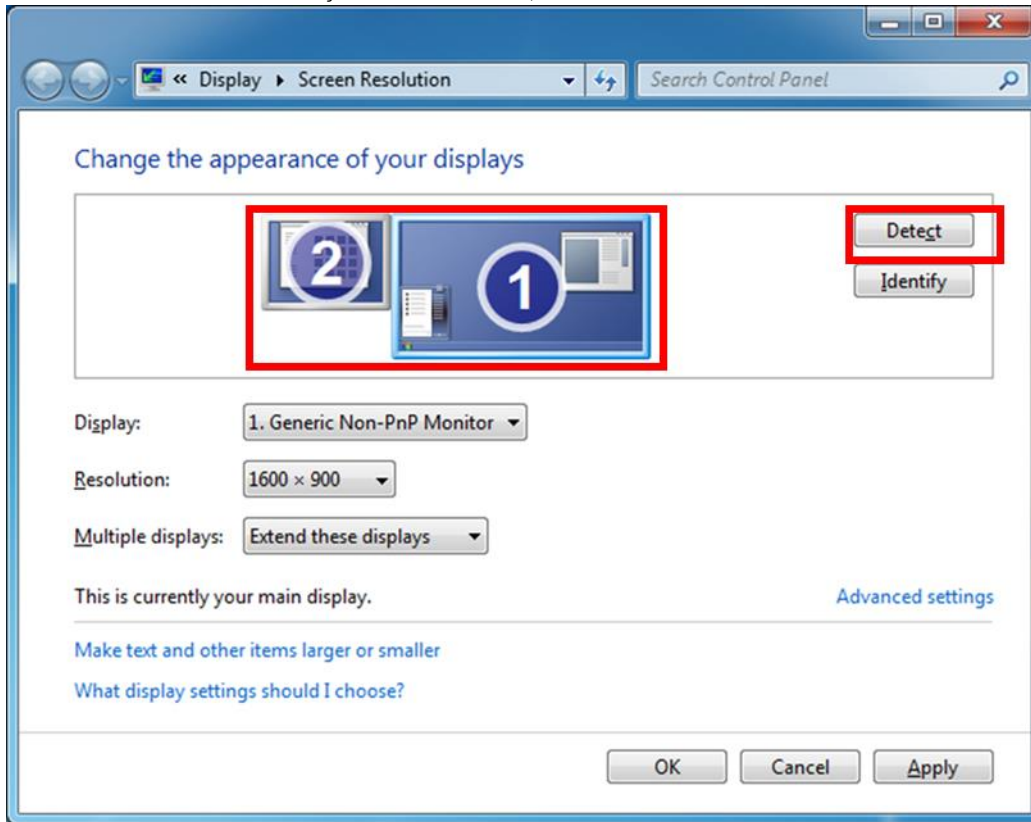 « Display ▸ Screen Resolution
Search Control Panel
Change the appearance of your displays
2
1
Detect
Identify
Display: 1. Generic Non-PnP Monitor
Resolution: 1600 × 900
Multiple displays: Extend these displays
This is currently your main display. Advanced settings
Make text and other items larger or smaller
What display settings should I choose?
OK Cancel Apply